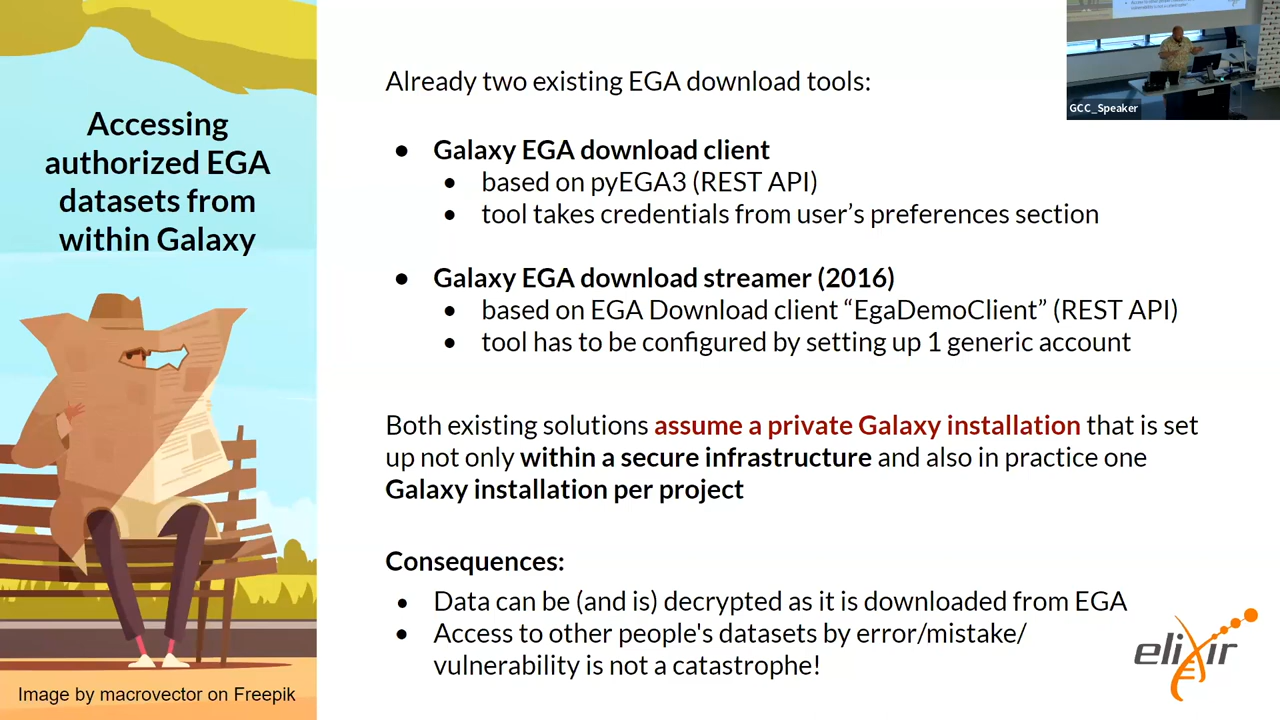 Accessing
authorized EGA
datasets from
within Galaxy
Image by macrovector on Freepik
Already two existing EGA download tools:
● Galaxy EGA download client
● based on pyEGA3 (REST API)
● tool takes credentials from user's preferences section
● Galaxy EGA download streamer (2016)
● based on EGA Download client “EgaDemoClient” (REST API)
● tool has to be configured by setting up 1 generic account
Both existing solutions assume a private Galaxy installation that is set
up not only within a secure infrastructure and also in practice one
Galaxy installation per project
Consequences:
● Data can be (and is) decrypted as it is downloaded from EGA
● Access to other people's datasets by error/mistake/
vulnerability is not a catastrophe!
GCC_Speaker
elixir